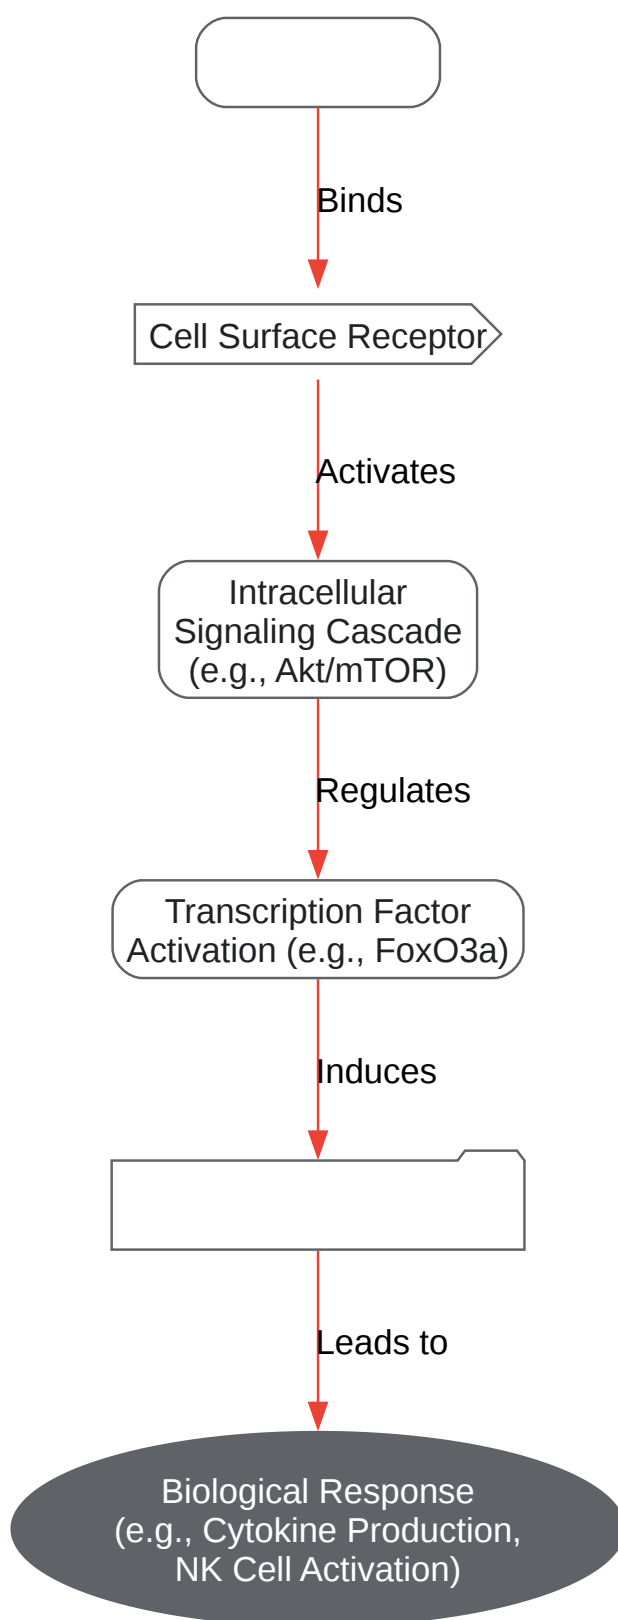 Binds
Cell Surface Receptor
Activates
Intracellular
Signaling Cascade
(e.g., Akt/mTOR)
Regulates
Transcription Factor
Activation (e.g., FoxO3a)
Induces
Leads to
Biological Response
(e.g., Cytokine Production,
NK Cell Activation)